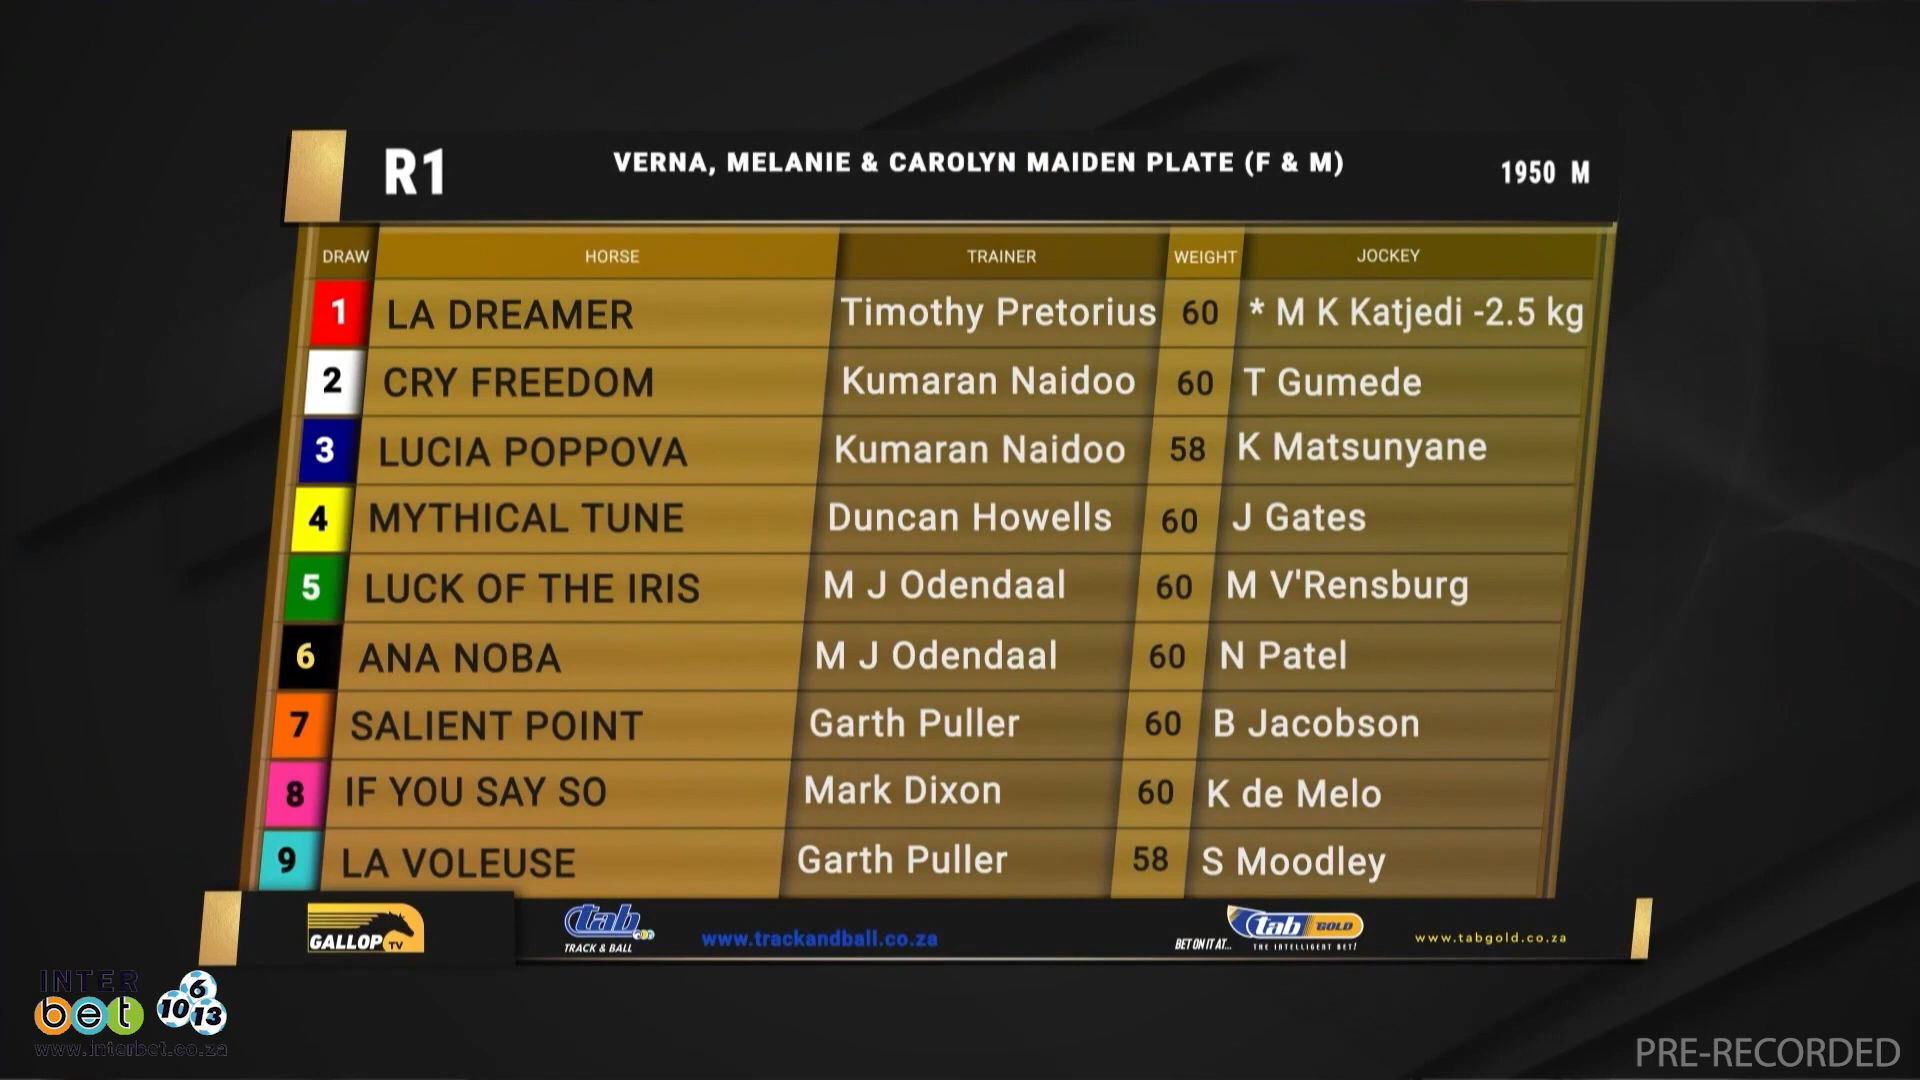 R1 VERNA, MELANIE & CAROLYN MAIDEN PLATE (F & M) 1950 M
DRAW HORSE TRAINER WEIGHT JOCKEY
1 LA DREAMER Timothy Pretorius 60 * M K Katjedi -2.5 kg
2 CRY FREEDOM Kumaran Naidoo 60 T Gumede
3 LUCIA POPPOVA Kumaran Naidoo 58 K Matsunyane
4 MYTHICAL TUNE Duncan Howells 60 J Gates
5 LUCK OF THE IRIS M J Odendaal 60 M V'Rensburg
6 ANA NOBA M J Odendaal 60 N Patel
7 SALIENT POINT Garth Puller 60 B Jacobson
8 IF YOU SAY SO Mark Dixon 60 K de Melo
9 LA VOLEUSE Garth Puller 58 S Moodley
GALLOP TV
tab
TRACK & BALL
www.trackandball.co.za
BET ON IT AT...
tab GOLD
THE INTELLIGENT BET!
www.tabgold.co.za
INTER
bet
6
10 13
www.interbet.co.za
PRE-RECORDED